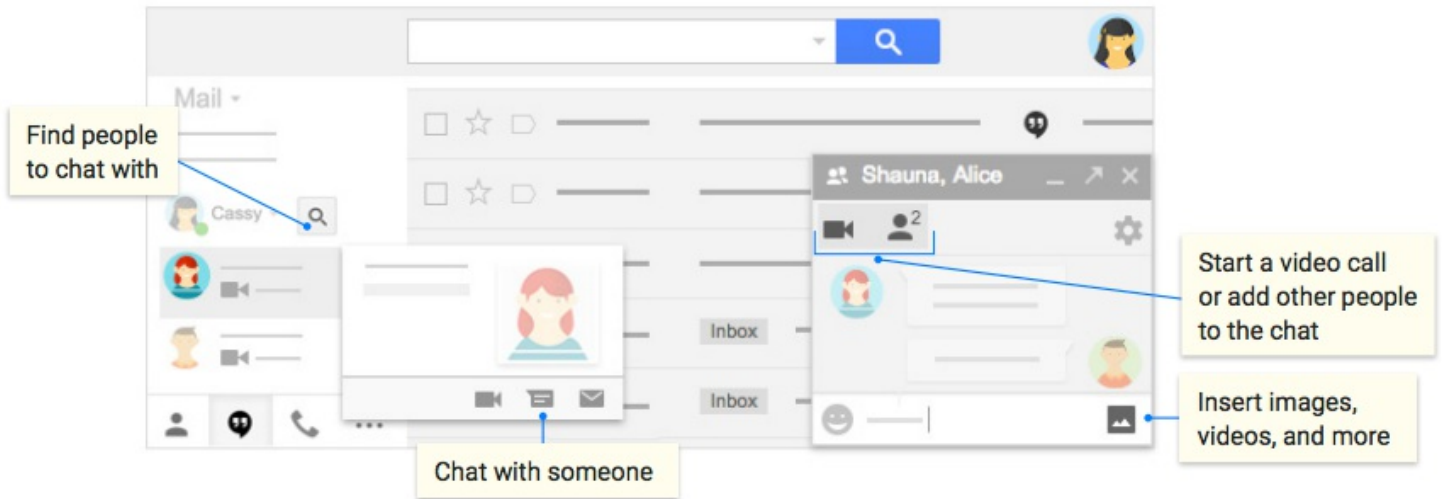 Mail
Find people
to chat with
Cassy
Shauna, Alice
2
Start a video call
or add other people
to the chat
Inbox
Inbox
Insert images,
videos, and more
Chat with someone